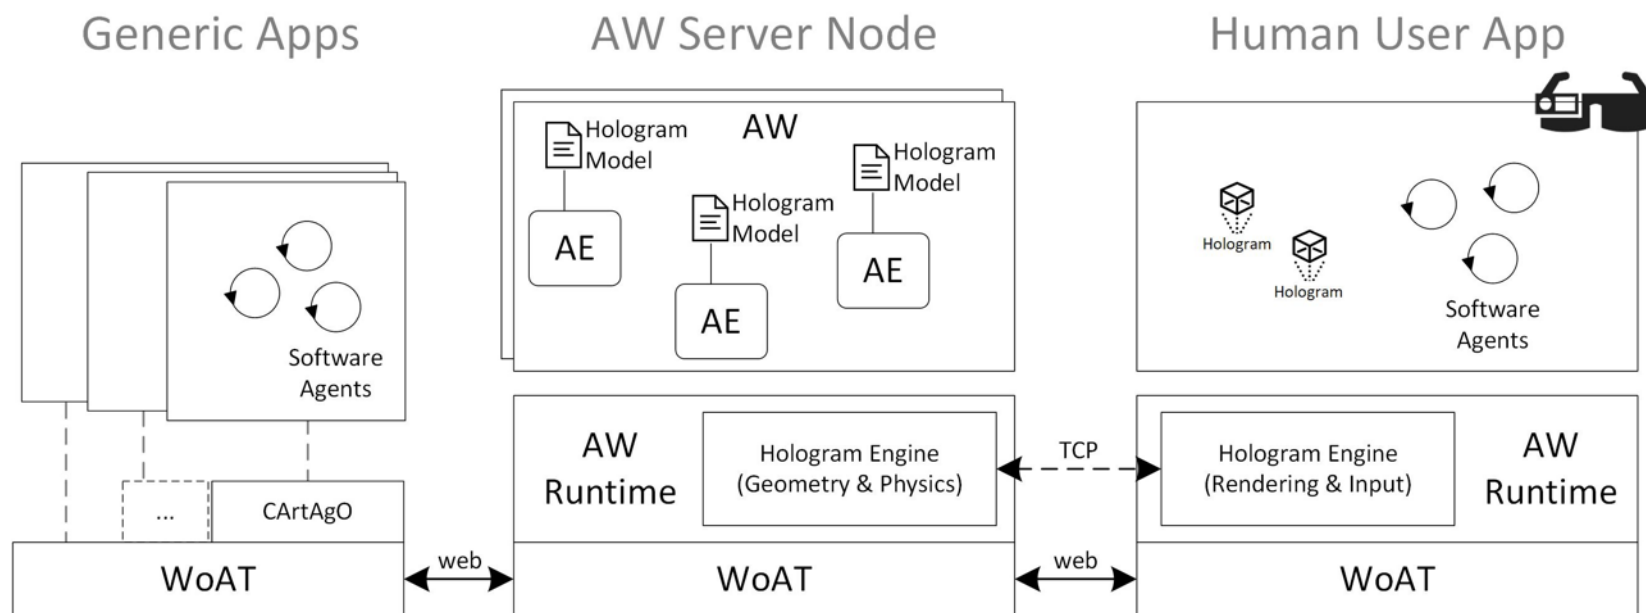 Generic Apps
AW Server Node
Human User App
Software
Agents
...
CArtAgO
WoAT
web
AW
Hologram
Model
AE
Hologram
Model
AE
Hologram
Model
AE
AW
Runtime
Hologram Engine
(Geometry & Physics)
WoAT
TCP
web
Hologram
Hologram
Software
Agents
Hologram Engine
(Rendering & Input)
AW
Runtime
WoAT